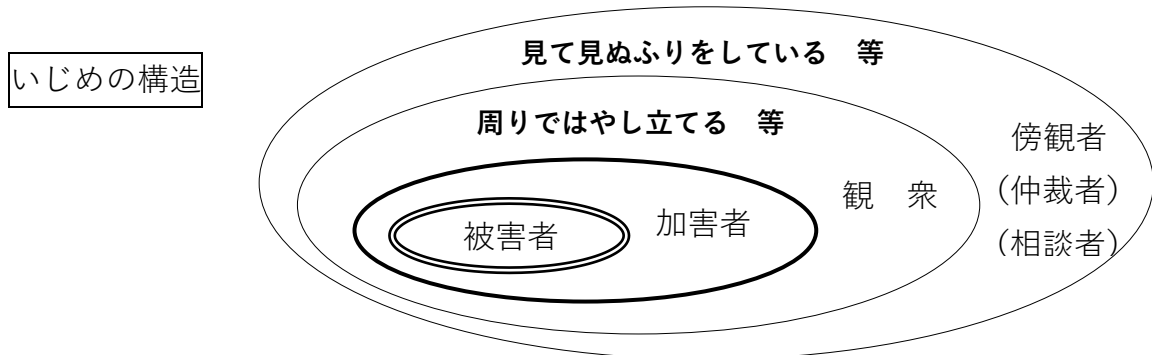 いじめの構造
見て見ぬふりをしている　等
周りではやし立てる　等
傍観者
（仲裁者）
（相談者）
観　衆
加害者
被害者